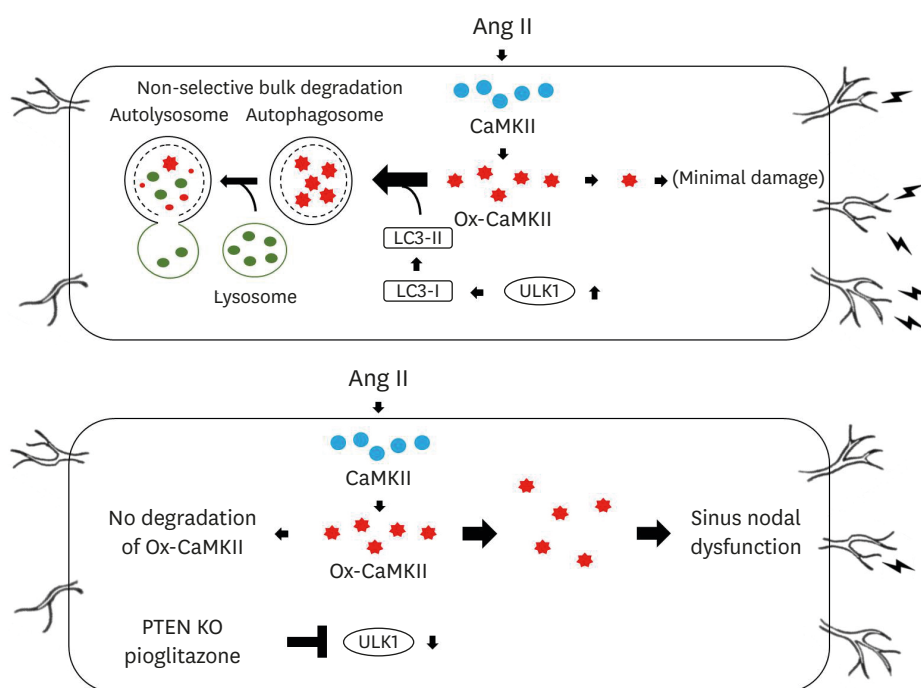 Ang II
Non-selective bulk degradation
Autolysosome Autophagosome
CaMKII
(Minimal damage)
Ox-CaMKII
LC3-II
Lysosome
LC3-I
ULK1
Ang II
CaMKII
No degradation
of Ox-CaMKII
Ox-CaMKII
Sinus nodal
dysfunction
PTEN KO
pioglitazone
ULK1